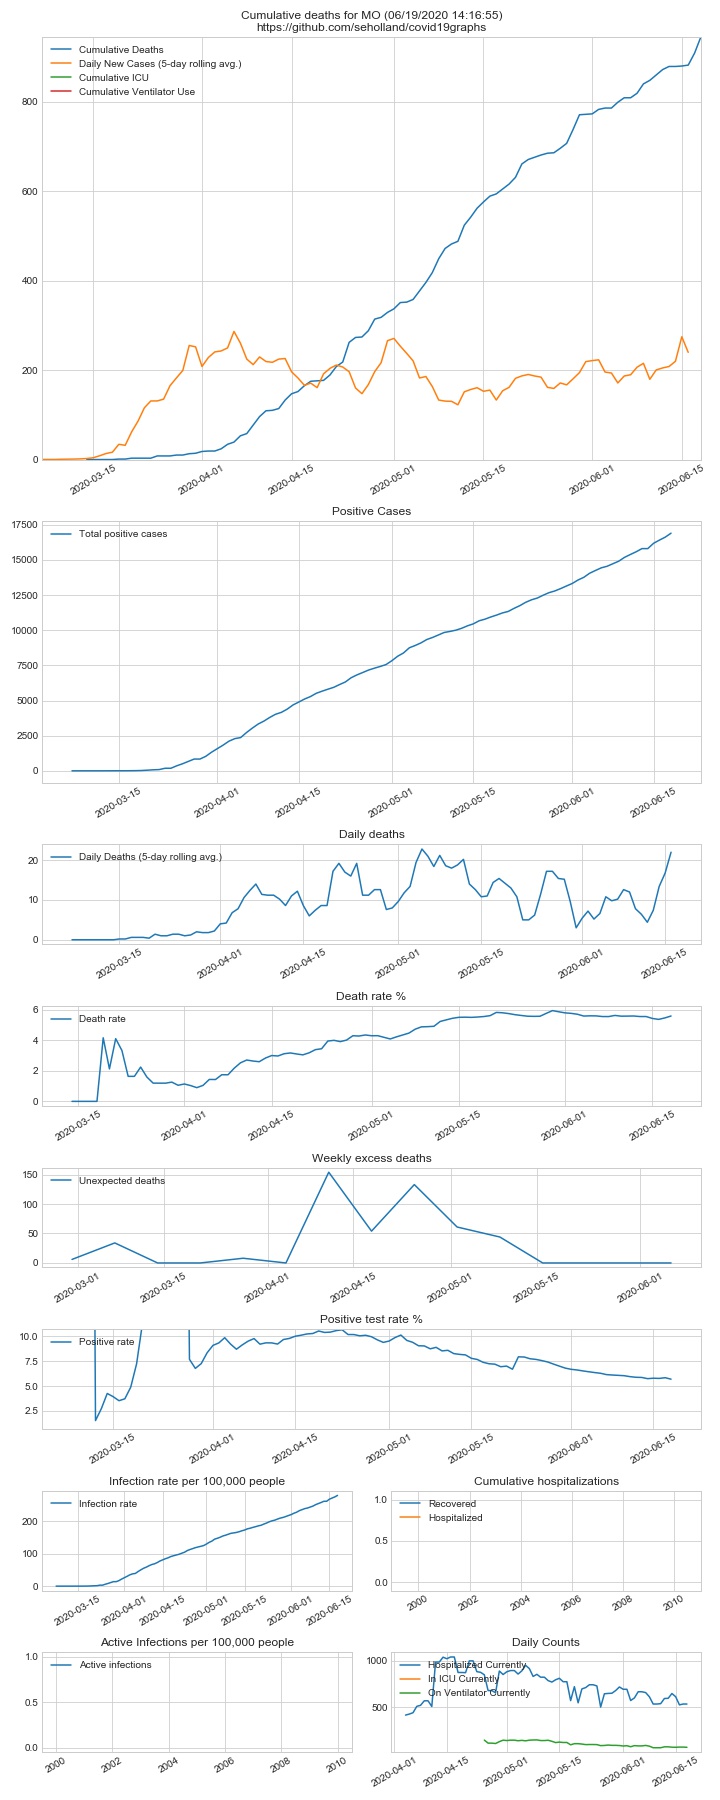 Cumulative deaths for MO (06/19/2020 14:16:55)
https://github.com/seholland/covid19graphs
Cumulative Deaths
Daily New Cases (5-day rolling avg.)
Cumulative ICU
Cumulative Ventilator Use
800
600
400
200
0
2020-03-15 2020-04-01 2020-04-15 2020-05-01 2020-05-15 2020-06-01 2020-06-15
Positive Cases
Total positive cases
17500
15000
12500
10000
7500
5000
2500
0
2020-03-15 2020-04-01 2020-04-15 2020-05-01 2020-05-15 2020-06-01 2020-06-15
Daily deaths
Daily Deaths (5-day rolling avg.)
20
10
0
2020-03-15 2020-04-01 2020-04-15 2020-05-01 2020-05-15 2020-06-01 2020-06-15
Death rate %
Death rate
6
4
2
0
2020-03-15 2020-04-01 2020-04-15 2020-05-01 2020-05-15 2020-06-01 2020-06-15
Weekly excess deaths
Unexpected deaths
150
100
50
0
2020-03-01 2020-03-15 2020-04-01 2020-04-15 2020-05-01 2020-05-15 2020-06-01
Positive test rate %
Positive rate
10.0
7.5
5.0
2.5
2020-03-15 2020-04-01 2020-04-15 2020-05-01 2020-05-15 2020-06-01 2020-06-15
Infection rate per 100,000 people
Infection rate
200
100
0
2020-03-15 2020-04-01 2020-04-15 2020-05-01 2020-05-15 2020-06-01 2020-06-15
Cumulative hospitalizations
Recovered
Hospitalized
1.0
0.5
0.0
2000 2002 2004 2006 2008 2010
Active Infections per 100,000 people
Active infections
1.0
0.5
0.0
2000 2002 2004 2006 2008 2010
Daily Counts
Hospitalized Currently
In ICU Currently
On Ventilator Currently
1000
500
2020-04-01 2020-04-15 2020-05-01 2020-05-15 2020-06-01 2020-06-15